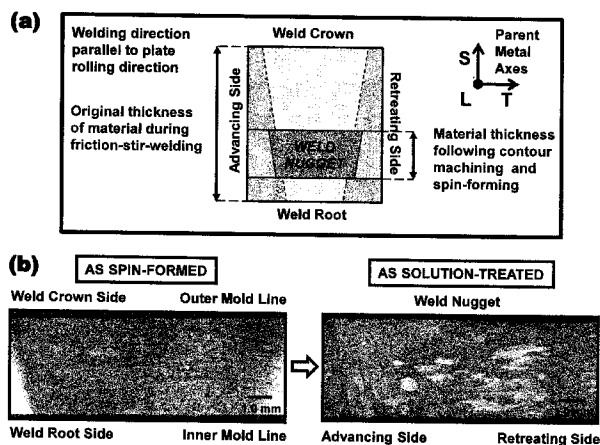 (a)
Welding direction
parallel to plate
rolling direction
Original thickness
of material during
friction-stir-welding
Weld Crown
Advancing Side
WELD
NUGGET
Retreating Side
Weld Root
S
L
T
Parent
Metal
Axes
Material thickness
following contour
machining and
spin-forming
(b)
AS SPIN-FORMED
Weld Crown Side
Outer Mold Line
mm
Weld Root Side
Inner Mold Line
AS SOLUTION-TREATED
Weld Nugget
Advancing Side
Retreating Side